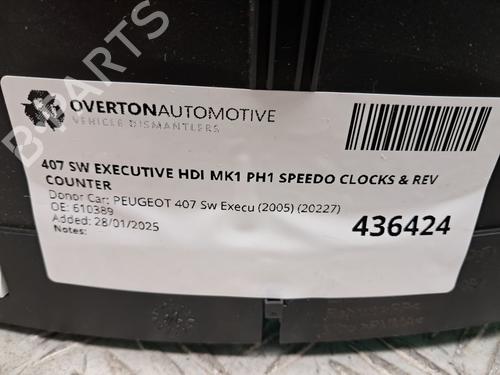 OVERTONAUTOMOTIVE
VEHICLE DISMANTLERS
407 SW EXECUTIVE HDI MK1 PH1 SPEEDO CLOCKS & REV
COUNTER
Donor Car: PEUGEOT 407 Sw Execu (2005) (20227)
OE: 610389
Added: 28/01/2025
Notes:
436424
B-PARTS